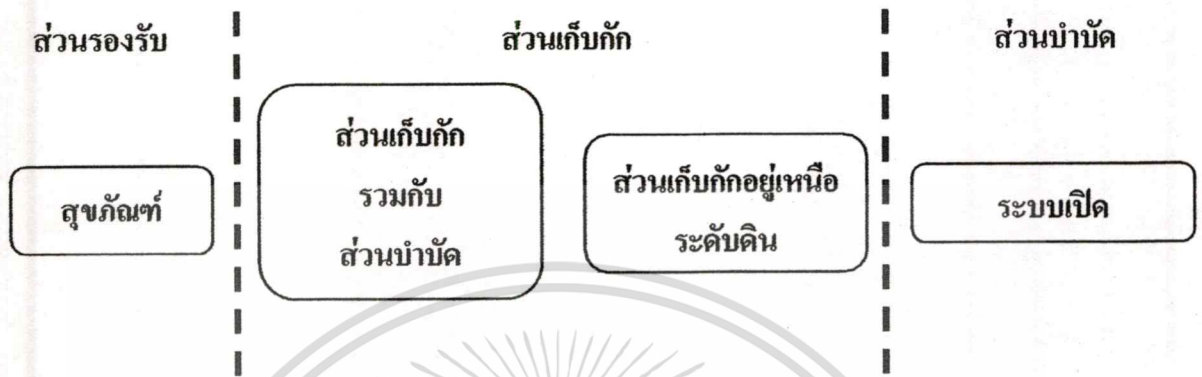 ส่วนรองรับ
ส่วนเก็บกัก
ส่วนบำบัด
สุขภัณฑ์
ส่วนเก็บกัก
รวมกับ
ส่วนบำบัด
ส่วนเก็บกักอยู่เหนือ
ระดับดิน
ระบบเปิด